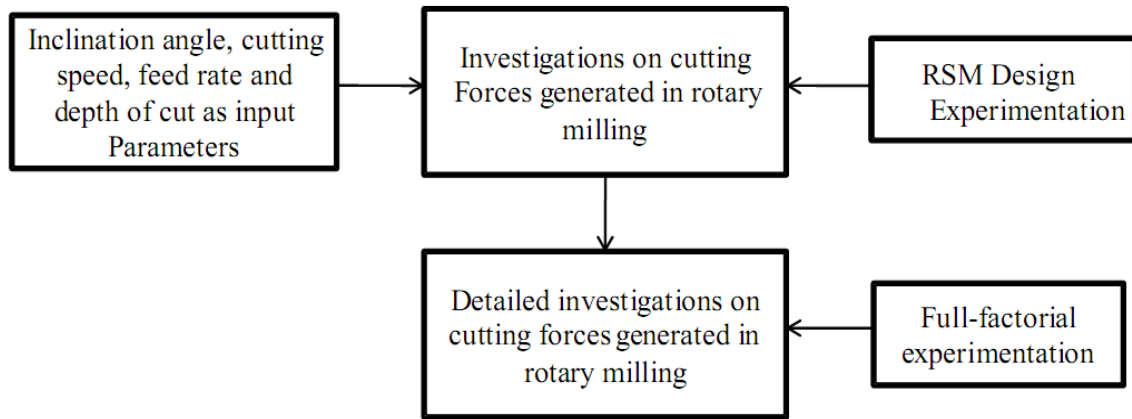 Inclination angle, cutting
speed, feed rate and
depth of cut as input
Parameters
Investigations on cutting
Forces generated in rotary
milling
RSM Design
Experimentation
Detailed investigations on
cutting forces generated in
rotary milling
Full-factorial
experimentation